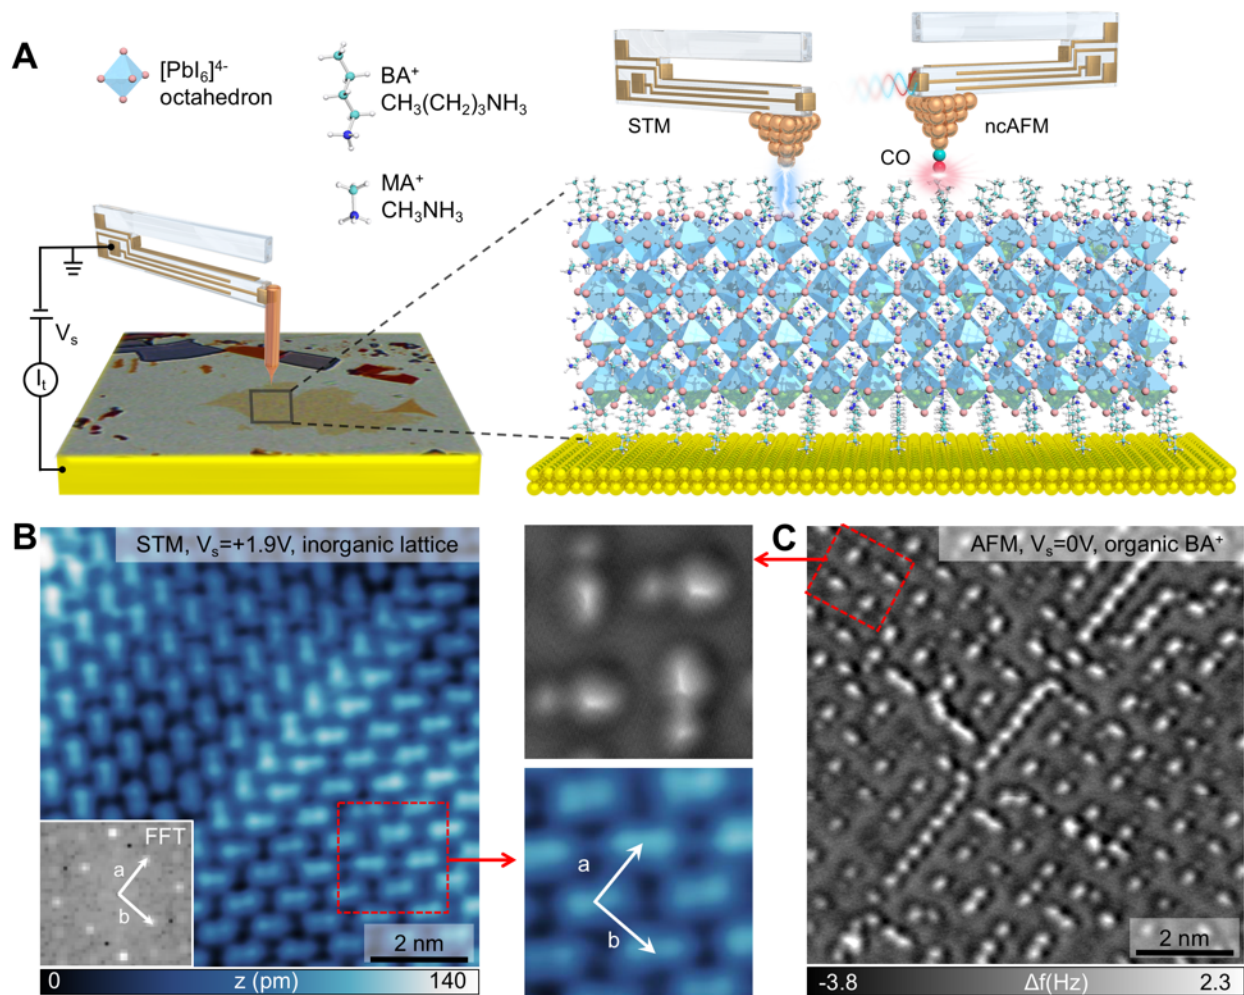 A
[PbI₆]⁴⁻
octahedron
BA⁺
CH₃(CH₂)₃NH₃
MA⁺
CH₃NH₃
STM
ncAFM
CO
Vₛ
Iₜ
B
STM, Vₛ=+1.9V, inorganic lattice
FFT
a
b
2 nm
0
z (pm)
140
a
b
C
AFM, Vₛ=0V, organic BA⁺
2 nm
-3.8
Δf(Hz)
2.3